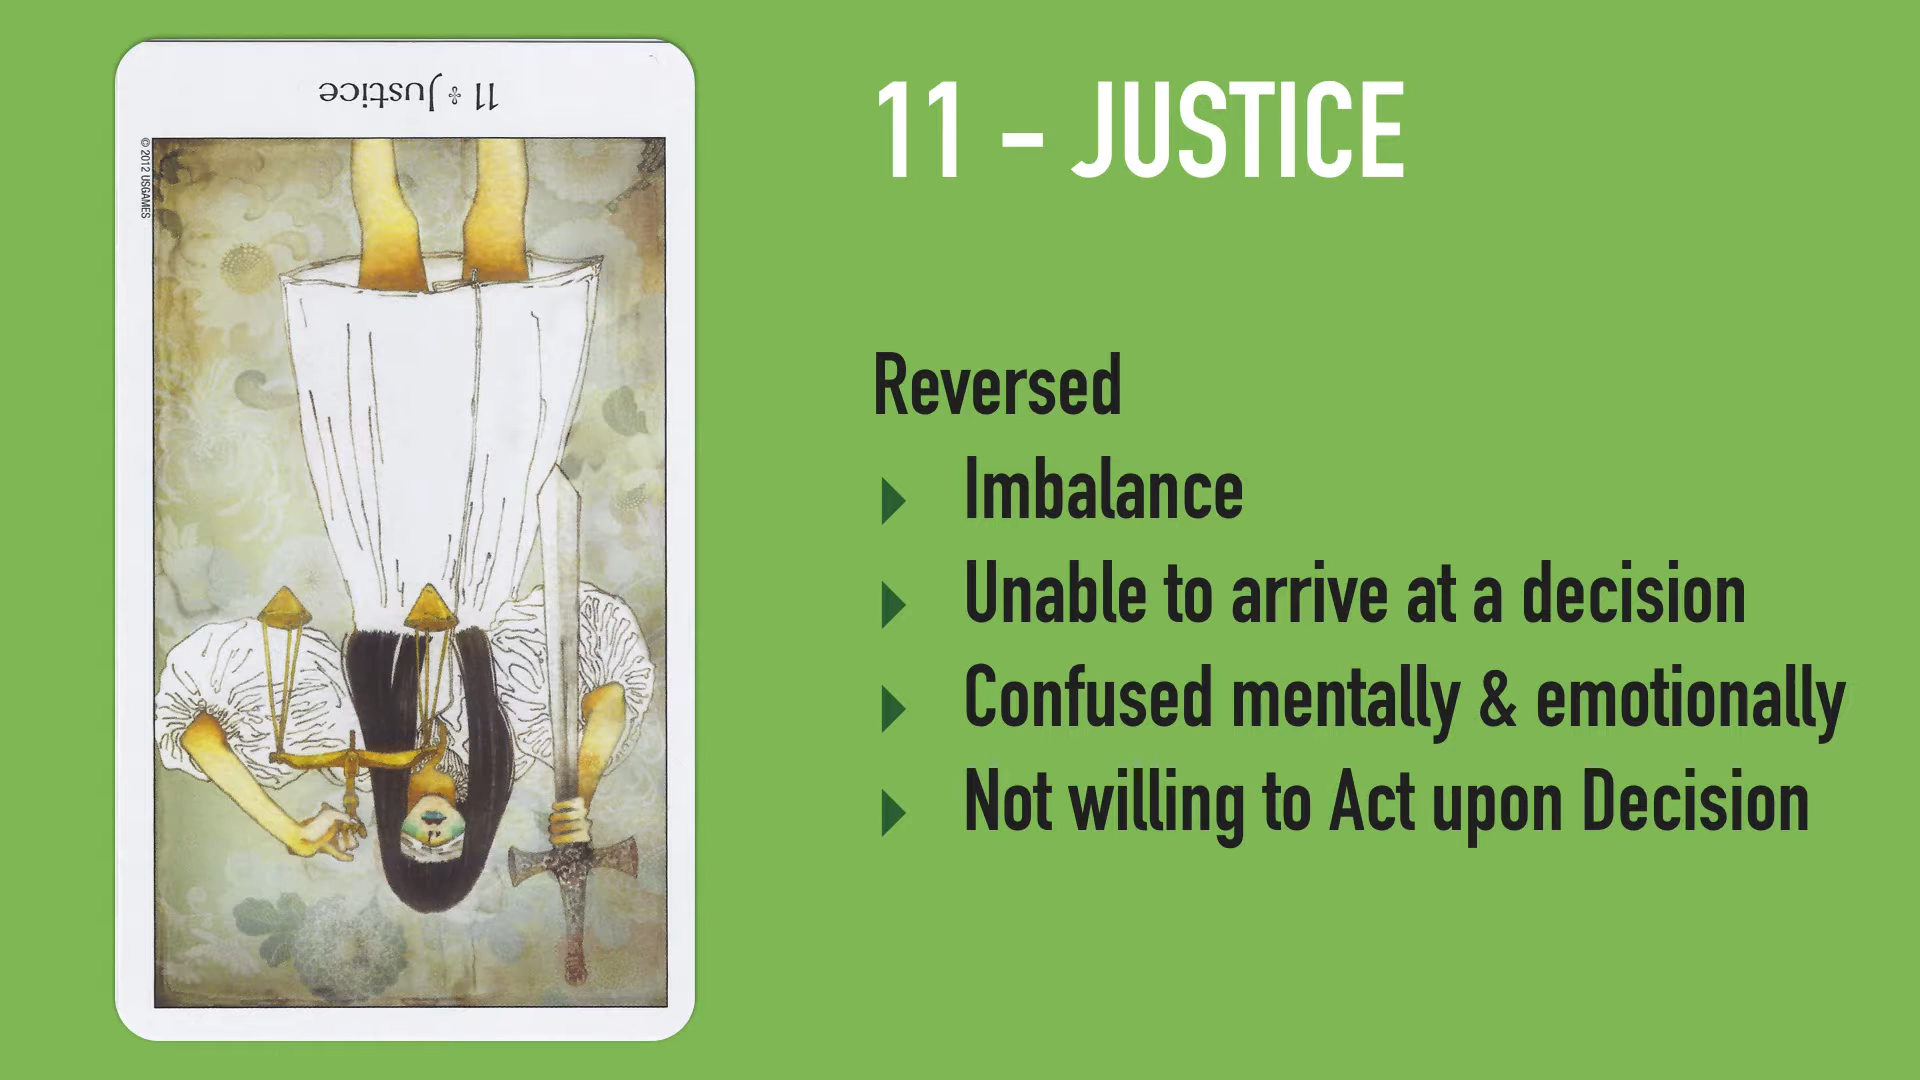 11 ✢ Justice
© 2012 USGAMES
11 - JUSTICE
Reversed
Imbalance
Unable to arrive at a decision
Confused mentally & emotionally
Not willing to Act upon Decision